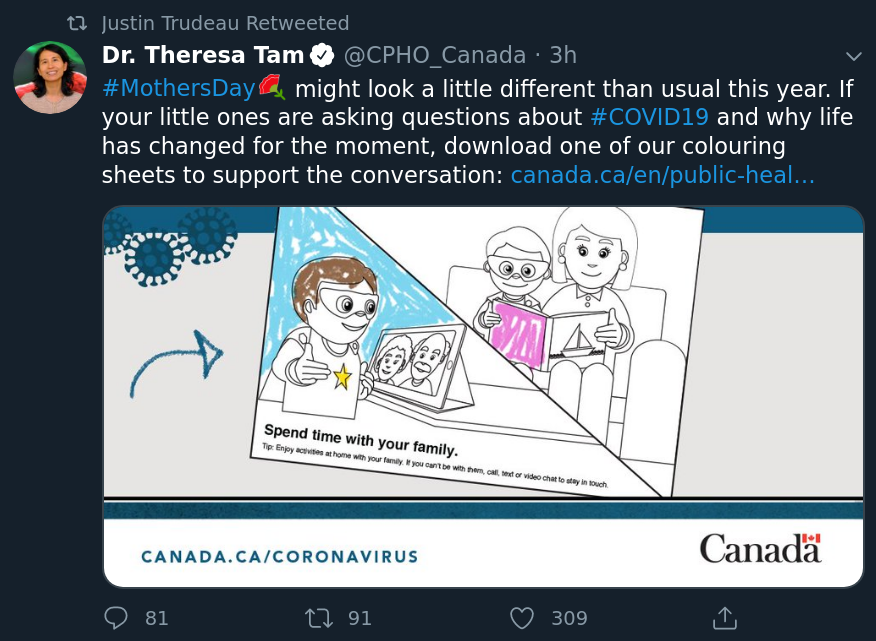 Justin Trudeau Retweeted
Dr. Theresa Tam @CPHO_Canada · 3h
#MothersDay might look a little different than usual this year. If
your little ones are asking questions about #COVID19 and why life
has changed for the moment, download one of our colouring
sheets to support the conversation: canada.ca/en/public-heal...
Spend time with your family.
Tip: Enjoy activities at home with your family. If you can't be with them, call, text or video chat to stay in touch.
CANADA.CA/CORONAVIRUS
Canada
81 91 309